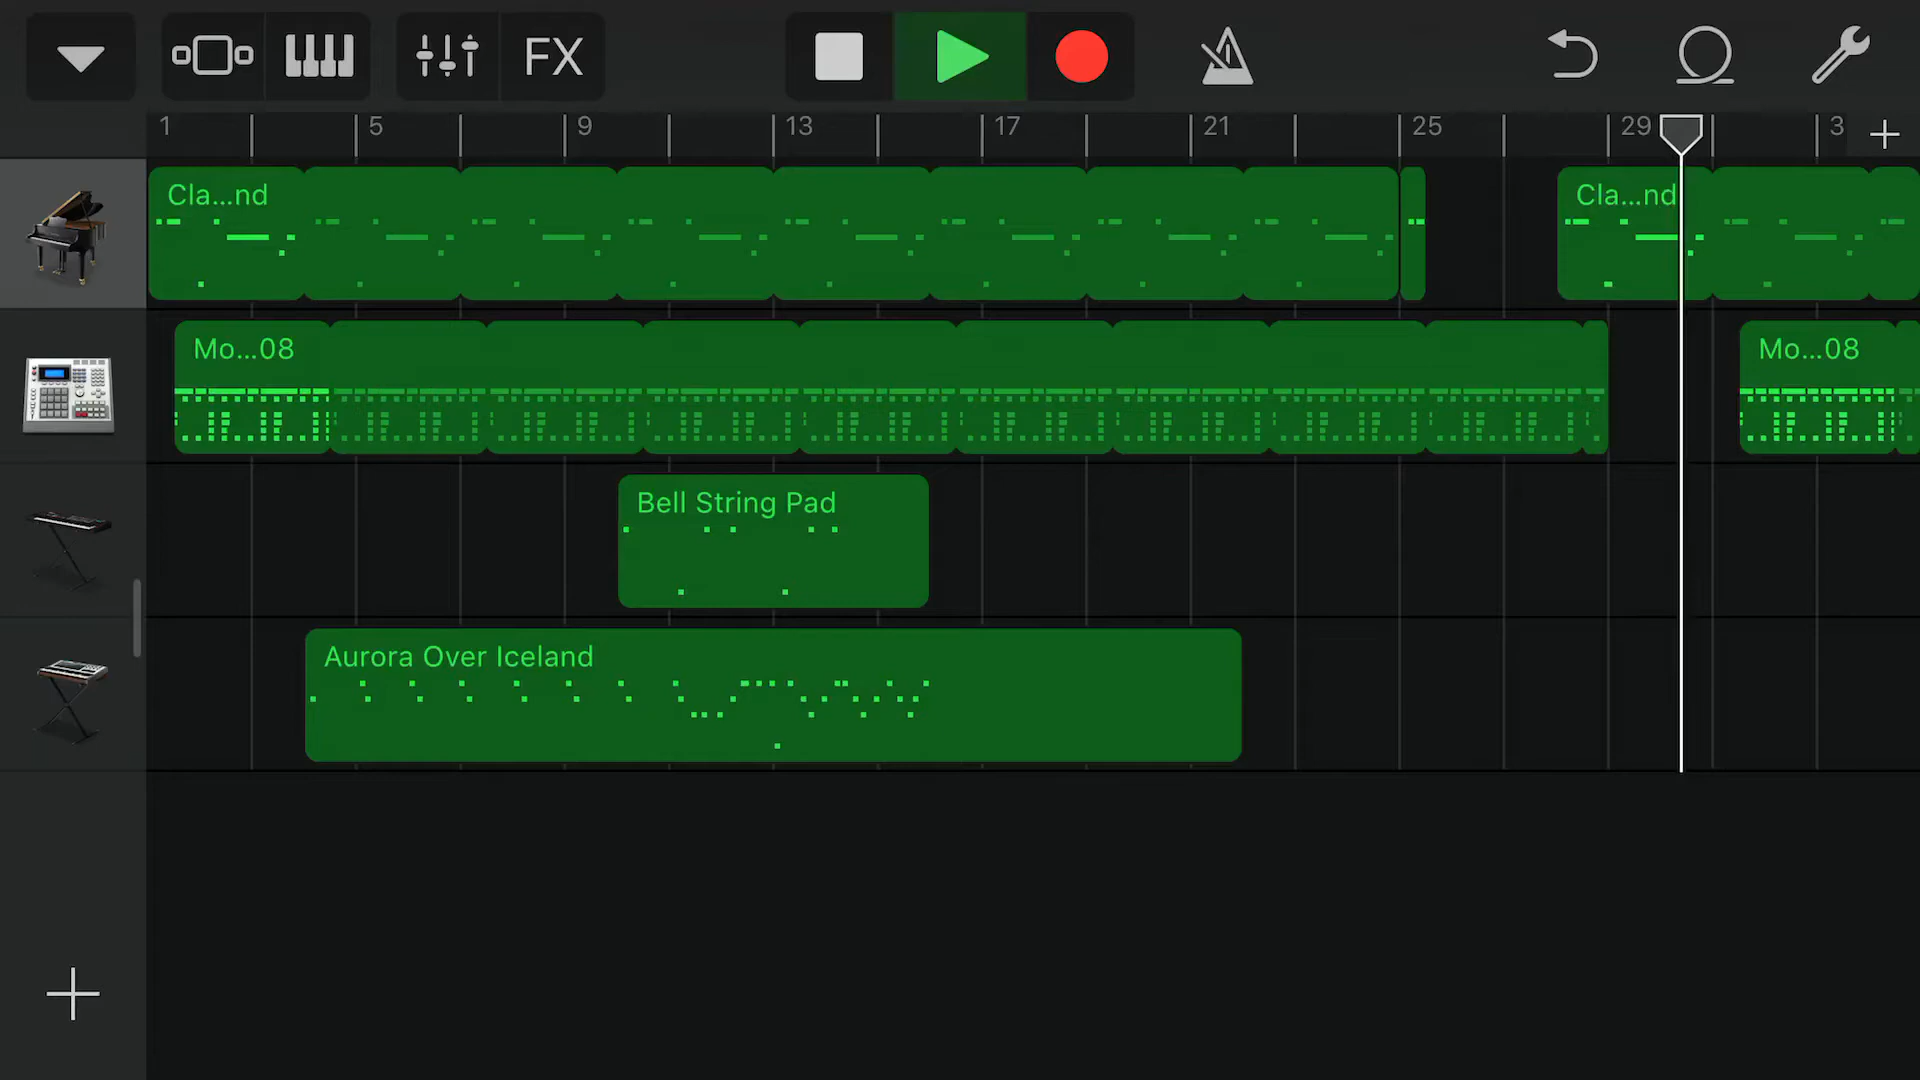 FX
1 5 9 13 17 21 25 29 3
Cla...nd Cla...nd
Mo...08 Mo...08
Bell String Pad
Aurora Over Iceland